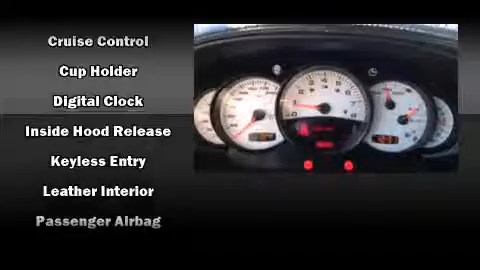 Cruise Control
Cup Holder
Digital Clock
Inside Hood Release
Keyless Entry
Leather Interior
Passenger Airbag